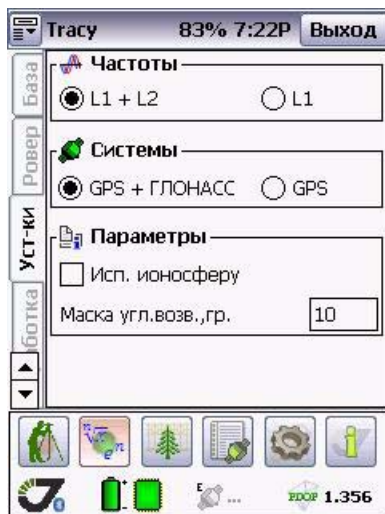 Tracy 83% 7:22P Выход
База
Ровер
Уст-ки
ботка
Частоты
L1 + L2 L1
Системы
GPS + ГЛОНАСС GPS
Параметры
Исп. ионосферу
Маска угл.возв.,гр. 10
0
E ...
PDOP 1.356